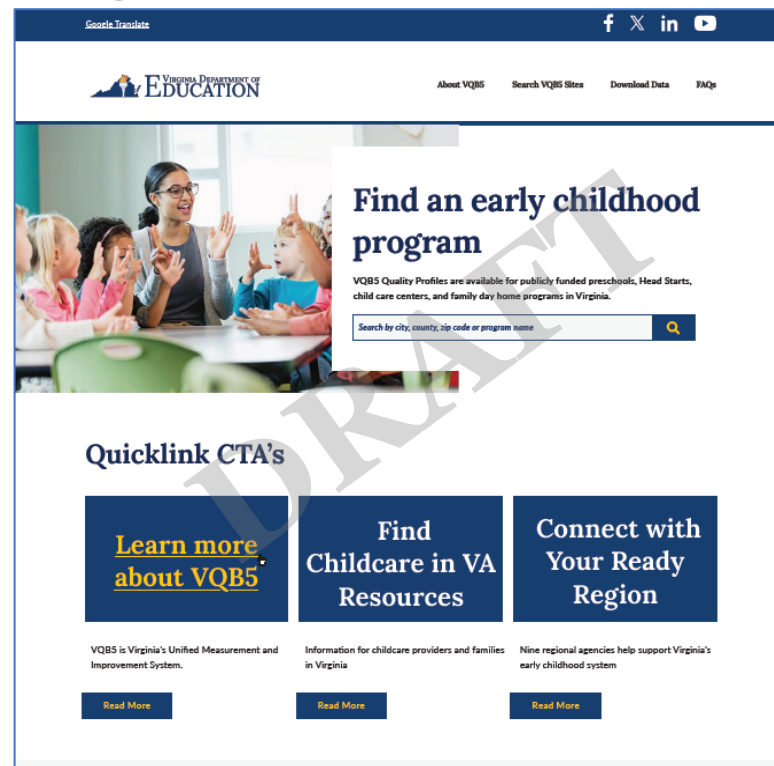 Google Translate
f X in
VIRGINIA DEPARTMENT OF
EDUCATION
About VQB5 Search VQB5 Sites Download Data FAQs
Find an early childhood
program
VQB5 Quality Profiles are available for publicly funded preschools, Head Starts,
child care centers, and family day home programs in Virginia.
Search by city, county, zip code or program name
DRAFT
Quicklink CTA's
Learn more
about VQB5
Find
Childcare in VA
Resources
Connect with
Your Ready
Region
VQB5 is Virginia's Unified Measurement and
Improvement System.
Information for childcare providers and families
in Virginia
Nine regional agencies help support Virginia's
early childhood system
Read More
Read More
Read More